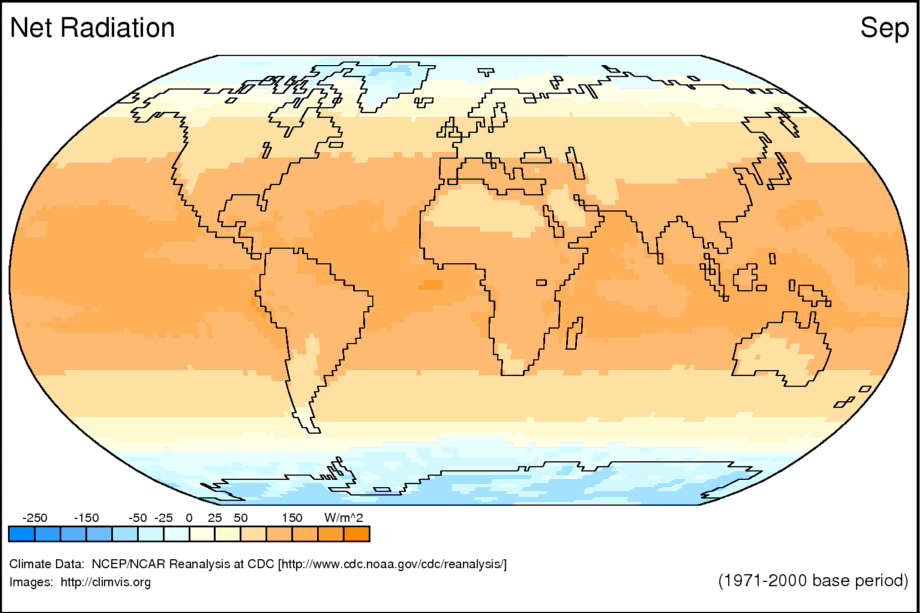 Net Radiation Sep
-250 -150 -50 -25 0 25 50 150 W/m^2
Climate Data: NCEP/NCAR Reanalysis at CDC [http://www.cdc.noaa.gov/cdc/reanalysis/]
Images: http://climvis.org (1971-2000 base period)